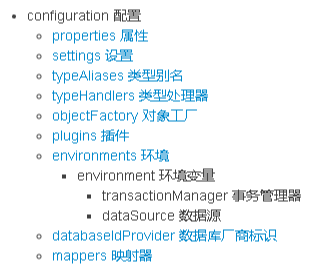 configuration 配置
properties 属性
settings 设置
typeAliases 类型别名
typeHandlers 类型处理器
objectFactory 对象工厂
plugins 插件
environments 环境
environment 环境变量
transactionManager 事务管理器
dataSource 数据源
databaseIdProvider 数据库厂商标识
mappers 映射器